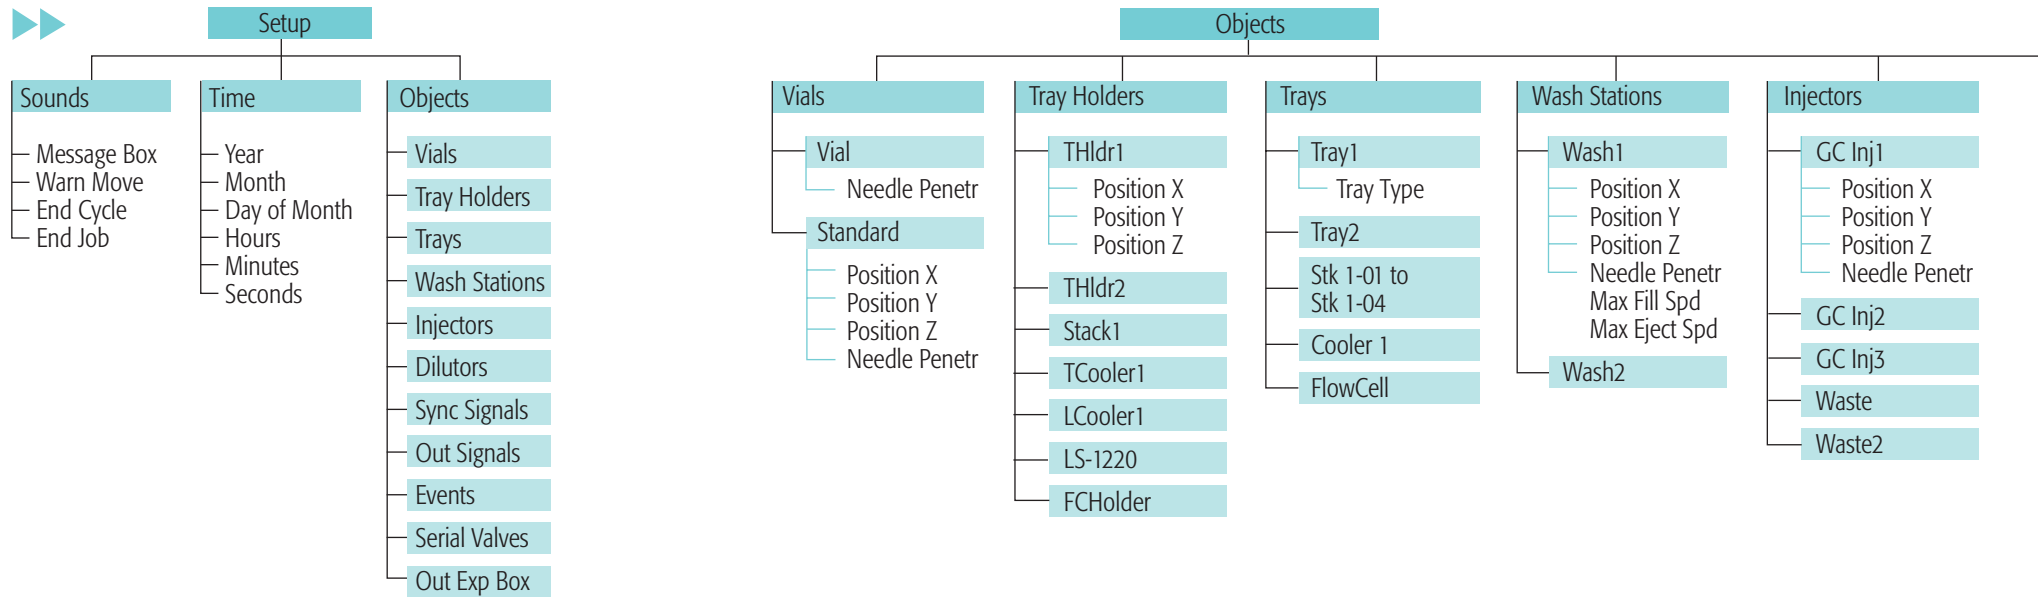 Setup
Sounds
Message Box
Warn Move
End Cycle
End Job
Time
Year
Month
Day of Month
Hours
Minutes
Seconds
Objects
Vials
Tray Holders
Trays
Wash Stations
Injectors
Dilutors
Sync Signals
Out Signals
Events
Serial Valves
Out Exp Box
Objects
Vials
Vial
Needle Penetr
Standard
Position X
Position Y
Position Z
Needle Penetr
Tray Holders
THldr1
Position X
Position Y
Position Z
THldr2
Stack1
TCooler1
LCooler1
LS-1220
FCHolder
Trays
Tray1
Tray Type
Tray2
Stk 1-01 to
Stk 1-04
Cooler 1
FlowCell
Wash Stations
Wash1
Position X
Position Y
Position Z
Needle Penetr
Max Fill Spd
Max Eject Spd
Wash2
Injectors
GC Inj1
Position X
Position Y
Position Z
Needle Penetr
GC Inj2
GC Inj3
Waste
Waste2